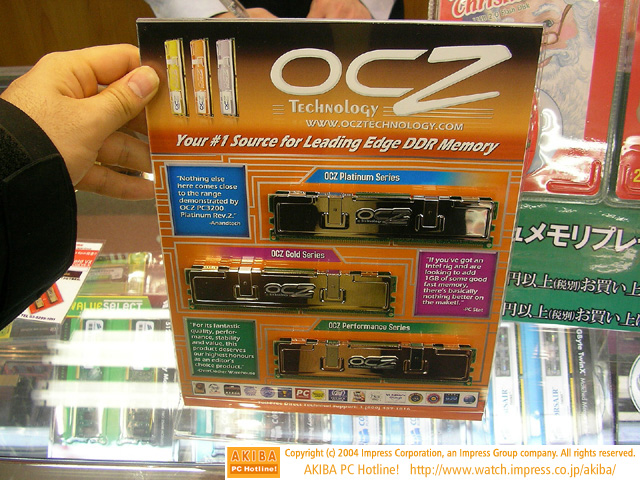 OCZ
Technology
WWW.OCZTECHNOLOGY.COM
Your #1 Source for Leading Edge DDR Memory
OCZ Platinum Series
"Nothing else
here comes close
to the range
demonstrated by
OCZ PC3200
Platinum Rev.2."
-Anandtech
OCZ
OCZ Gold Series
"If you've got an
Intel rig and are
looking to add
1GB of some good
fast memory,
there's basically
nothing better on
the market."
OCZ
OCZ Performance Series
"For its fantastic
quality, perfor-
mance, stability
and value, this
product deserves
our highest honours
as an editor's
choice product."
OCZ
PC
VALUESELECT
メモリプレ
円以上(税別)お買い上
円以上(税別)お買い上
AKIBA
PC Hotline!
Copyright (c) 2004 Impress Corporation, an Impress Group company. All rights reserved.
AKIBA PC Hotline! http://www.watch.impress.co.jp/akiba/